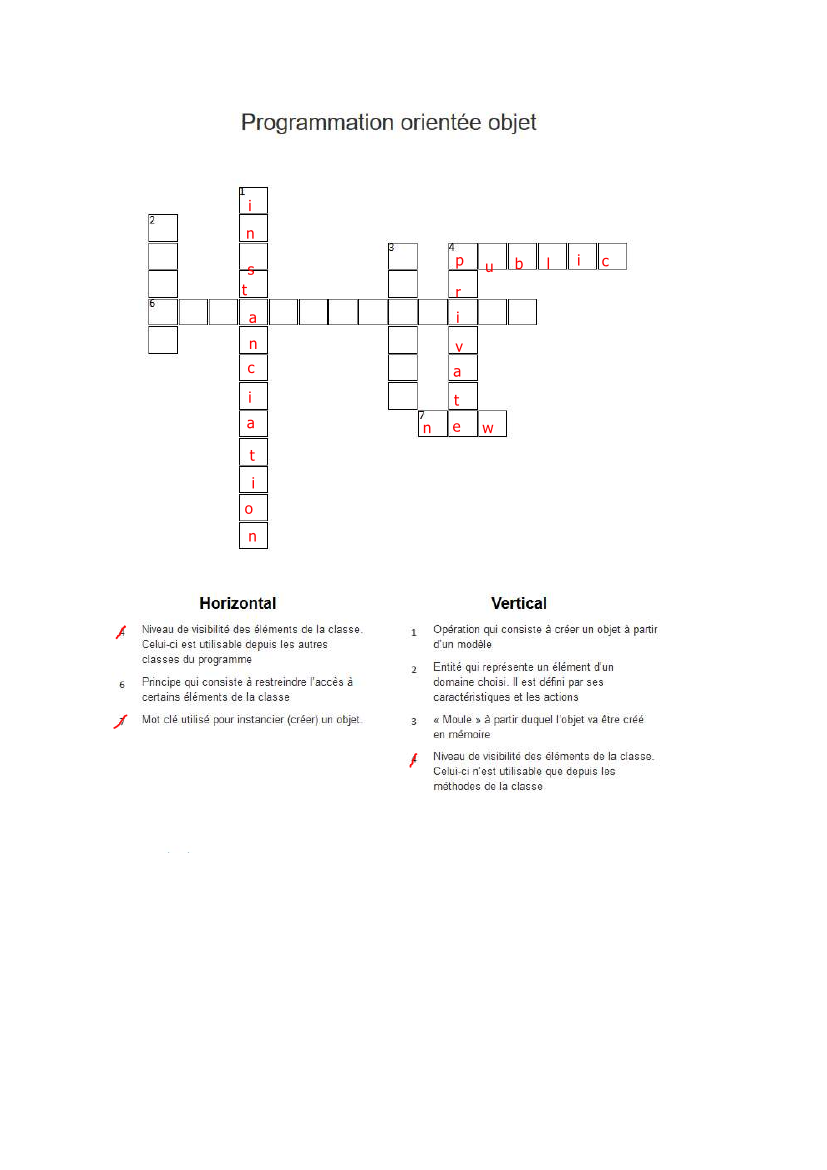 Programmation orientée objet
1
i
2
n
3
4
p u b l i c
s
t
r
6
a
i
n
v
c
a
i
t
7
a
n e w
t
i
o
n
Horizontal
4 Niveau de visibilité des éléments de la classe.
Celui-ci est utilisable depuis les autres
classes du programme
6 Principe qui consiste à restreindre l'accès à
certains éléments de la classe
7 Mot clé utilisé pour instancier (créer) un objet.
Vertical
1 Opération qui consiste à créer un objet à partir
d'un modèle
2 Entité qui représente un élément d'un
domaine choisi. Il est défini par ses
caractéristiques et les actions
3 « Moule » à partir duquel l'objet va être créé
en mémoire
4 Niveau de visibilité des éléments de la classe.
Celui-ci n'est utilisable que depuis les
méthodes de la classe